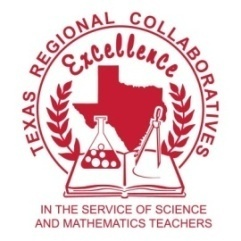 TEXAS REGIONAL COLLABORATIVES
Excellence
IN THE SERVICE OF SCIENCE
AND MATHEMATICS TEACHERS